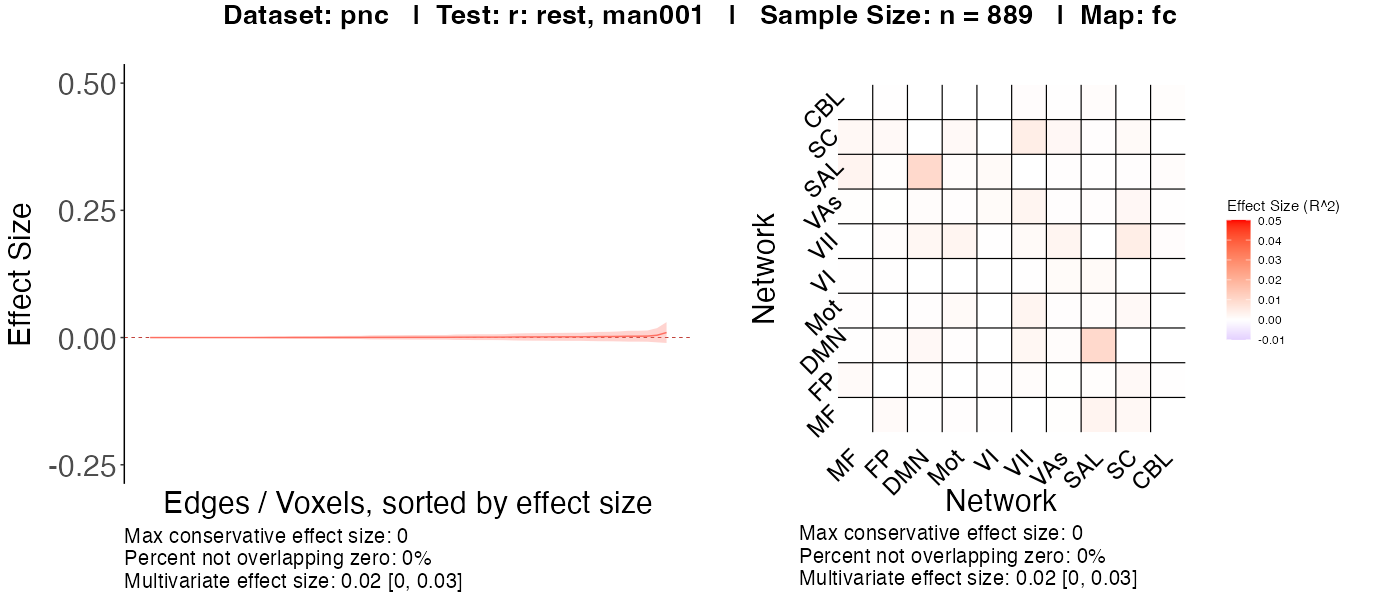 Dataset: pnc | Test: r: rest, man001 | Sample Size: n = 889 | Map: fc
0.50
0.25
0.00
-0.25
Effect Size
Edges / Voxels, sorted by effect size
Max conservative effect size: 0
Percent not overlapping zero: 0%
Multivariate effect size: 0.02 [0, 0.03]
Network
CBL
SC
SAL
VAs
VII
VI
Mot
DMN
FP
MF
MF
FP
DMN
Mot
VI
VII
VAs
SAL
SC
CBL
Network
Max conservative effect size: 0
Percent not overlapping zero: 0%
Multivariate effect size: 0.02 [0, 0.03]
Effect Size (R^2)
0.05
0.04
0.03
0.02
0.01
0.00
-0.01